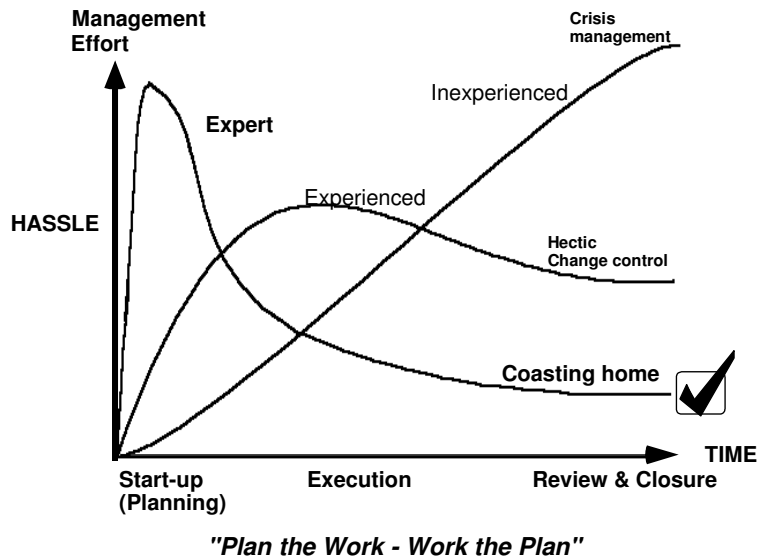 Management
Effort
Crisis
management
Inexperienced
Expert
Experienced
HASSLE
Hectic
Change control
Coasting home
TIME
Start-up
(Planning)
Execution
Review & Closure
"Plan the Work - Work the Plan"